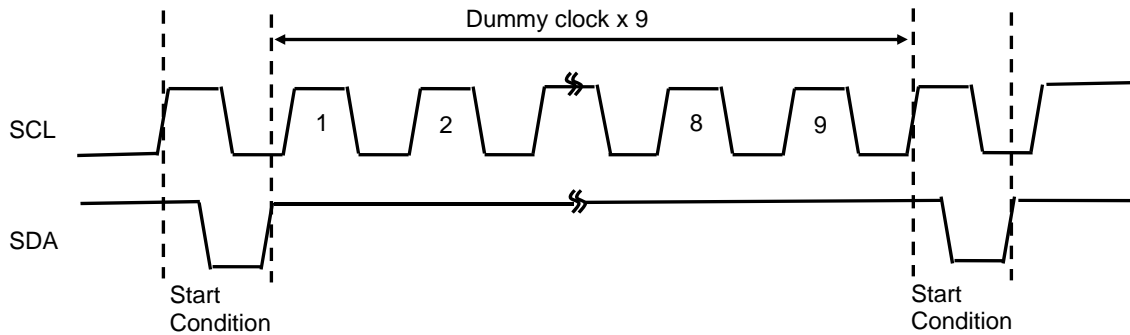 Dummy clock x 9
SCL
1
2
8
9
SDA
Start
Condition
Start
Condition